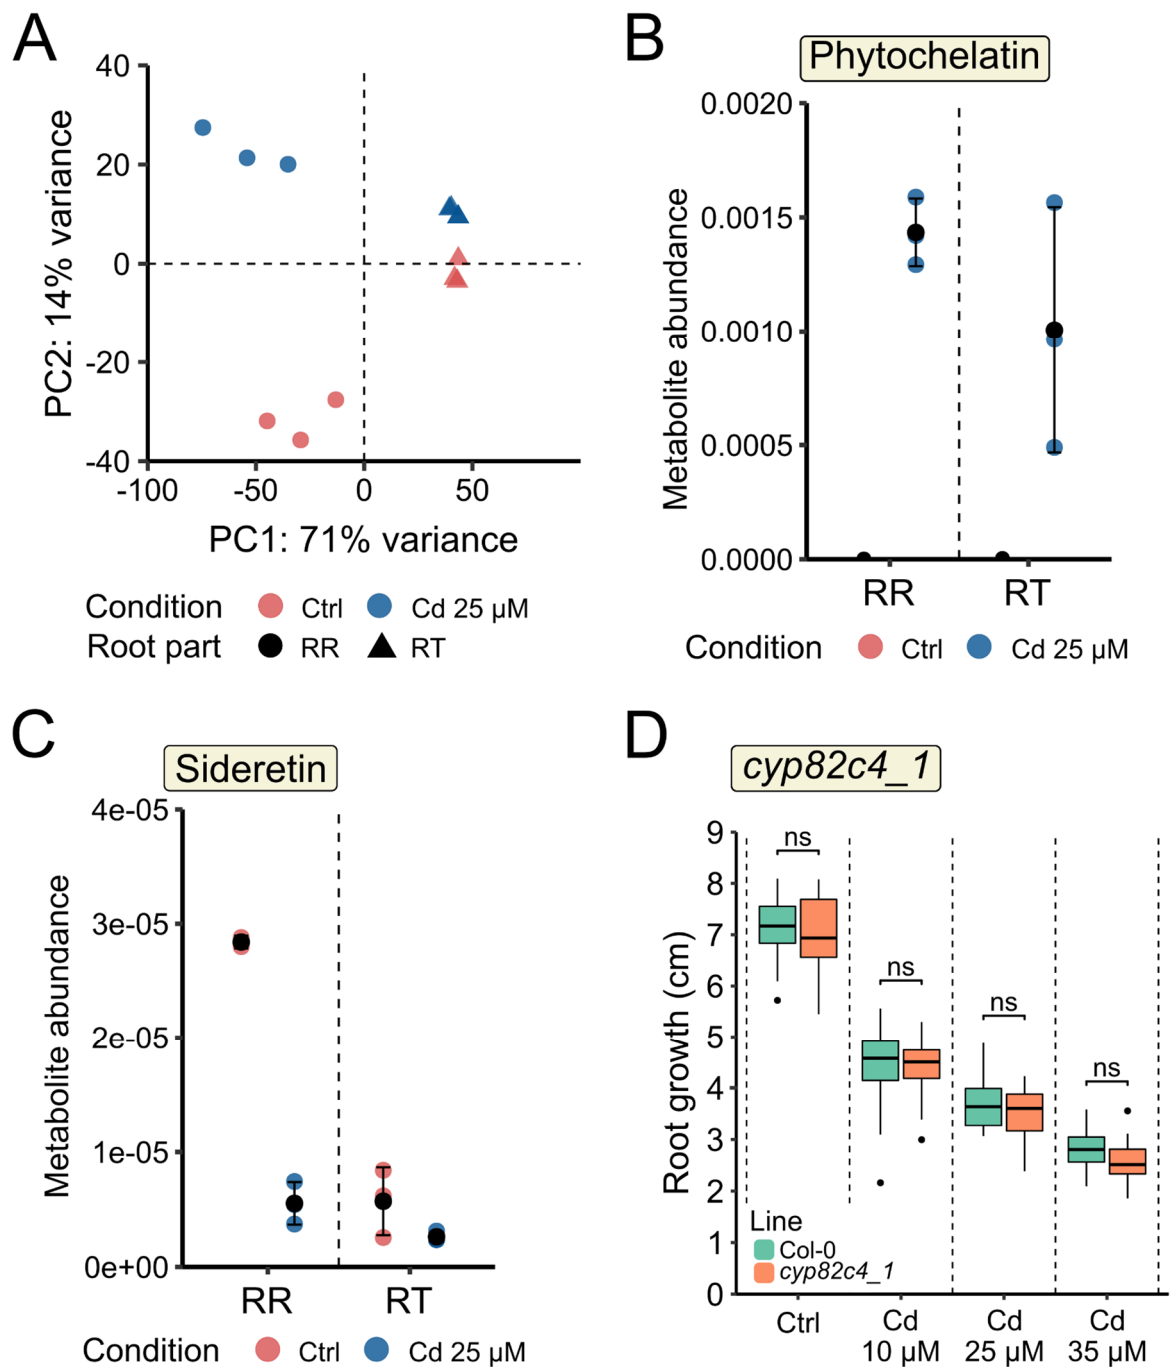 A
40
20
0
-20
-40
-100
-50
0
50
PC2: 14% variance
PC1: 71% variance
Condition Ctrl Cd 25 µM
Root part RR RT
B
Phytochelatin
0.0020
0.0015
0.0010
0.0005
0.0000
Metabolite abundance
RR RT
Condition Ctrl Cd 25 µM
C
Sideretin
4e-05
3e-05
2e-05
1e-05
0e+00
Metabolite abundance
RR RT
Condition Ctrl Cd 25 µM
D
cyp82c4_1
9
8
7
6
5
4
3
2
1
0
Root growth (cm)
ns
ns
ns
ns
Line
Col-0
cyp82c4_1
Ctrl
Cd
10 µM
Cd
25 µM
Cd
35 µM